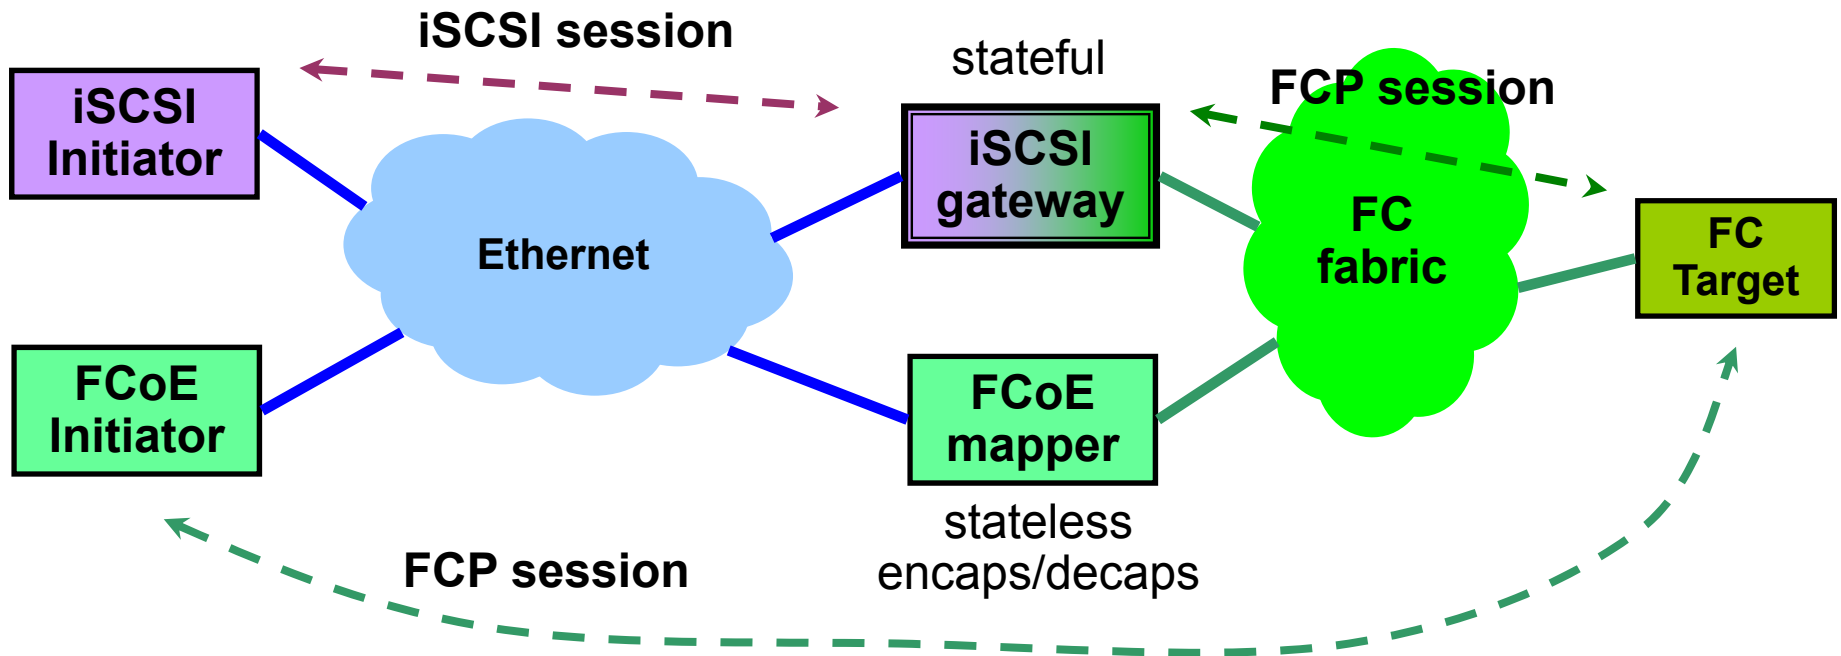 iSCSI session
stateful
FCP session
iSCSI
Initiator
iSCSI
gateway
Ethernet
FC
fabric
FC
Target
FCoE
Initiator
FCoE
mapper
stateless
encaps/decaps
FCP session